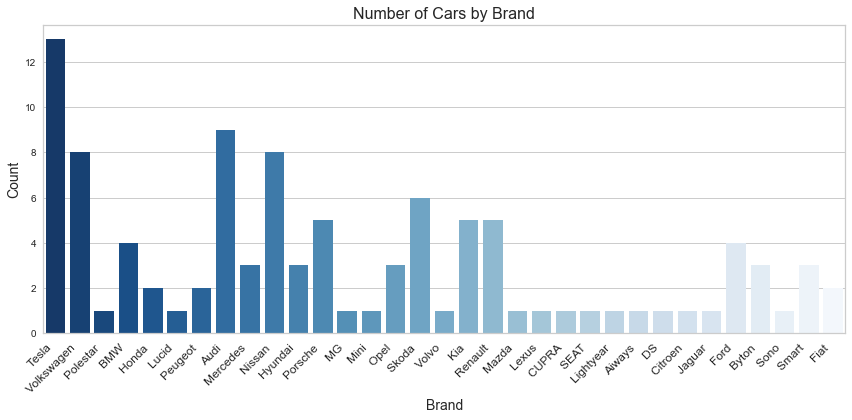 Number of Cars by Brand
Count
12
10
8
6
4
2
0
Tesla
Volkswagen
Polestar
BMW
Honda
Lucid
Peugeot
Audi
Mercedes
Nissan
Hyundai
Porsche
MG
Mini
Opel
Skoda
Volvo
Kia
Renault
Mazda
Lexus
CUPRA
SEAT
Lightyear
Aiways
DS
Citroen
Jaguar
Ford
Byton
Sono
Smart
Fiat
Brand